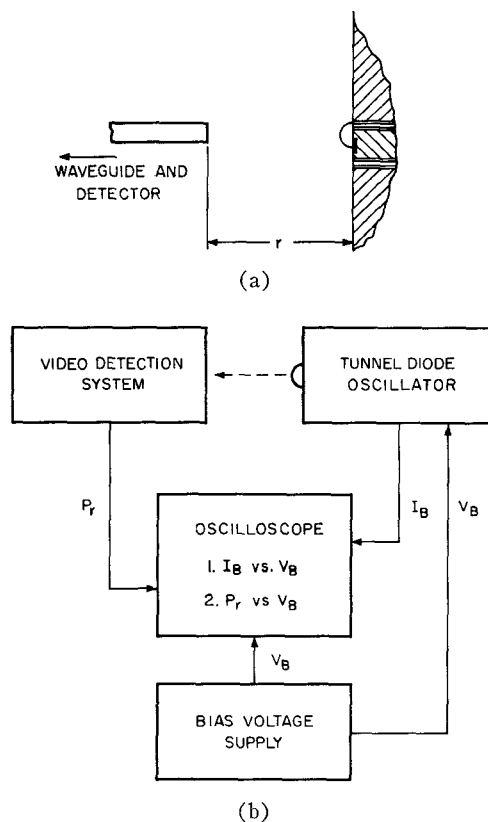 WAVEGUIDE AND
DETECTOR
r
(a)
VIDEO DETECTION
SYSTEM
TUNNEL DIODE
OSCILLATOR
Pr
IB
VB
OSCILLOSCOPE
1. IB vs. VB
2. Pr vs VB
VB
BIAS VOLTAGE
SUPPLY
(b)